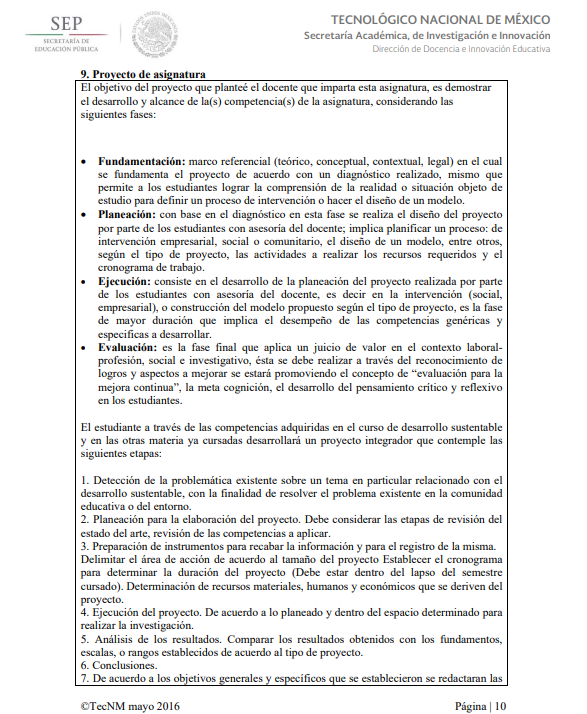 SEP
SECRETARÍA DE
EDUCACIÓN PÚBLICA
TECNOLÓGICO NACIONAL DE MÉXICO
Secretaría Académica, de Investigación e Innovación
Dirección de Docencia e Innovación Educativa
9. Proyecto de asignatura
El objetivo del proyecto que planteé el docente que imparta esta asignatura, es demostrar
el desarrollo y alcance de la(s) competencia(s) de la asignatura, considerando las
siguientes fases:
• Fundamentación: marco referencial (teórico, conceptual, contextual, legal) en el cual
se fundamenta el proyecto de acuerdo con un diagnóstico realizado, mismo que
permite a los estudiantes lograr la comprensión de la realidad o situación objeto de
estudio para definir un proceso de intervención o hacer el diseño de un modelo.
• Planeación: con base en el diagnóstico en esta fase se realiza el diseño del proyecto
por parte de los estudiantes con asesoría del docente; implica planificar un proceso: de
intervención empresarial, social o comunitario, el diseño de un modelo, entre otros,
según el tipo de proyecto, las actividades a realizar los recursos requeridos y el
cronograma de trabajo.
• Ejecución: consiste en el desarrollo de la planeación del proyecto realizada por parte
de los estudiantes con asesoría del docente, es decir en la intervención (social,
empresarial), o construcción del modelo propuesto según el tipo de proyecto, es la fase
de mayor duración que implica el desempeño de las competencias genéricas y
especificas a desarrollar.
• Evaluación: es la fase final que aplica un juicio de valor en el contexto laboral-
profesión, social e investigativo, ésta se debe realizar a través del reconocimiento de
logros y aspectos a mejorar se estará promoviendo el concepto de “evaluación para la
mejora continua”, la meta cognición, el desarrollo del pensamiento crítico y reflexivo
en los estudiantes.
El estudiante a través de las competencias adquiridas en el curso de desarrollo sustentable
y en las otras materia ya cursadas desarrollará un proyecto integrador que contemple las
siguientes etapas:
1. Detección de la problemática existente sobre un tema en particular relacionado con el
desarrollo sustentable, con la finalidad de resolver el problema existente en la comunidad
educativa o del entorno.
2. Planeación para la elaboración del proyecto. Debe considerar las etapas de revisión del
estado del arte, revisión de las competencias a aplicar.
3. Preparación de instrumentos para recabar la información y para el registro de la misma.
Delimitar el área de acción de acuerdo al tamaño del proyecto Establecer el cronograma
para determinar la duración del proyecto (Debe estar dentro del lapso del semestre
cursado). Determinación de recursos materiales, humanos y económicos que se deriven del
proyecto.
4. Ejecución del proyecto. De acuerdo a lo planeado y dentro del espacio determinado para
realizar la investigación.
5. Análisis de los resultados. Comparar los resultados obtenidos con los fundamentos,
escalas, o rangos establecidos de acuerdo al tipo de proyecto.
6. Conclusiones.
7. De acuerdo a los objetivos generales y específicos que se establecieron se redactaran las
©TecNM mayo 2016
Página | 10